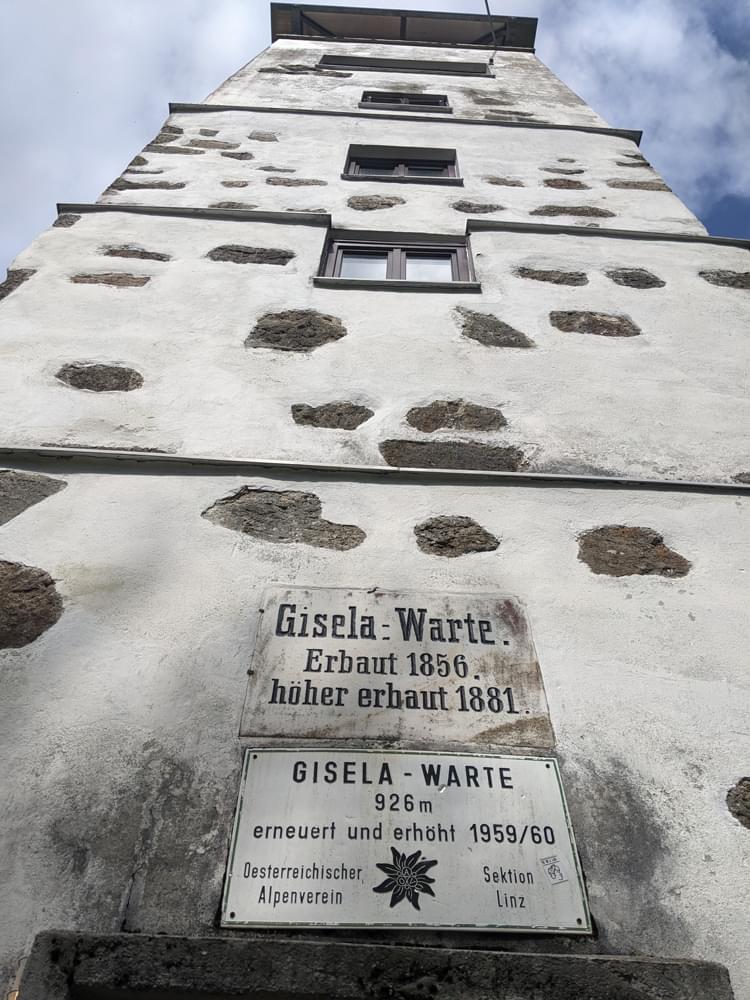 Gisela-Warte.
Erbaut 1856.
höher erbaut 1881.
GISELA-WARTE
926m
erneuert und erhöht 1959/60
Oesterreichischer Sektion
Alpenverein Linz